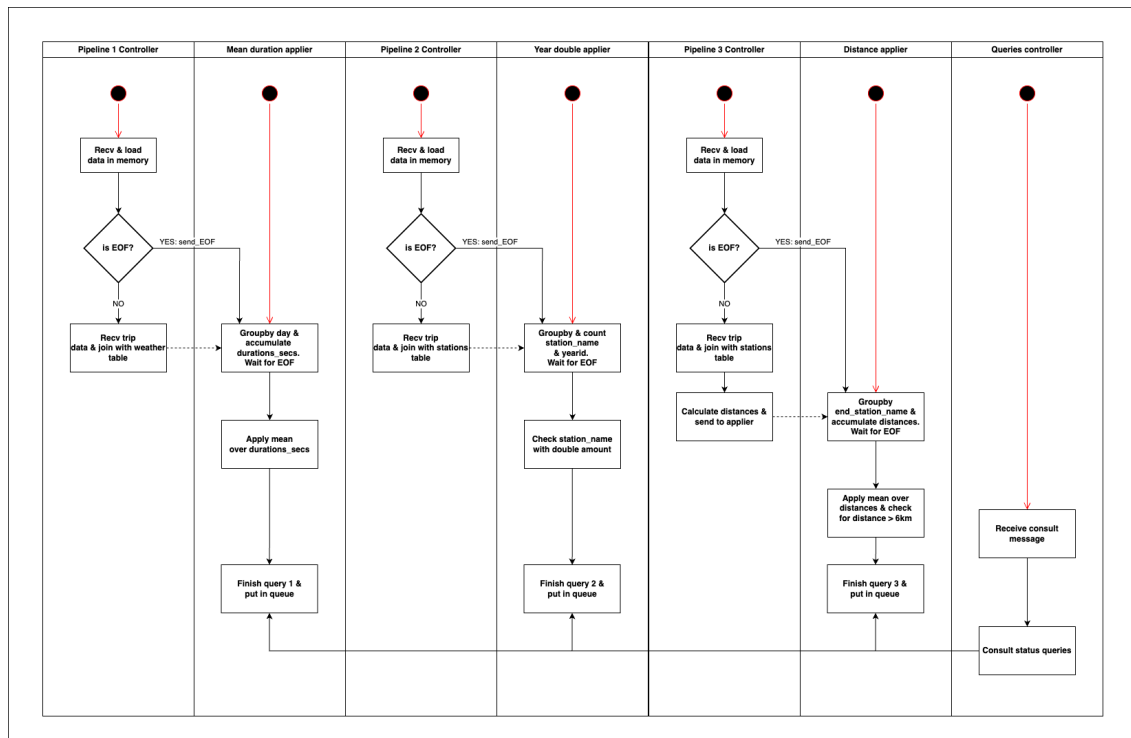 Pipeline 1 Controller
Mean duration applier
Pipeline 2 Controller
Year double applier
Pipeline 3 Controller
Distance applier
Queries controller
Recv & load
data in memory
Recv & load
data in memory
Recv & load
data in memory
is EOF?
YES: send_EOF
is EOF?
YES: send_EOF
is EOF?
YES: send_EOF
NO
NO
NO
Recv trip
data & join with weather
table
Groupby day &
accumulate
durations_secs.
Wait for EOF
Recv trip
data & join with stations
table
Groupby & count
station_name
& yearid.
Wait for EOF
Recv trip
data & join with stations
table
Calculate distances &
send to applier
Groupby
end_station_name &
accumulate distances.
Wait for EOF
Apply mean
over durations_secs
Check station_name
with double amount
Apply mean over
distances & check
for distance > 6km
Receive consult
message
Finish query 1 &
put in queue
Finish query 2 &
put in queue
Finish query 3 &
put in queue
Consult status queries